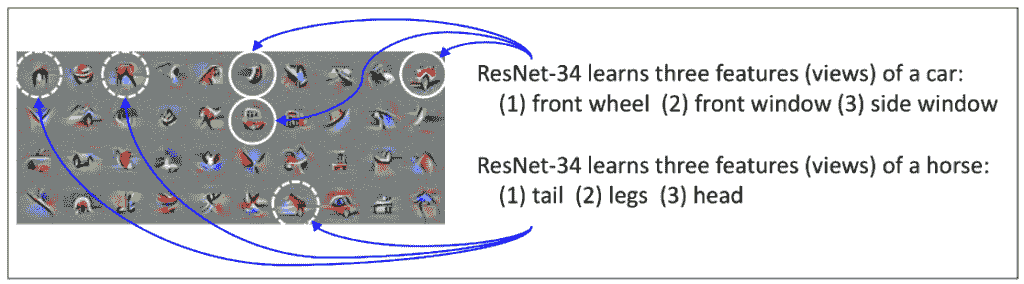 ResNet-34 learns three features (views) of a car:
(1) front wheel (2) front window (3) side window
ResNet-34 learns three features (views) of a horse:
(1) tail (2) legs (3) head